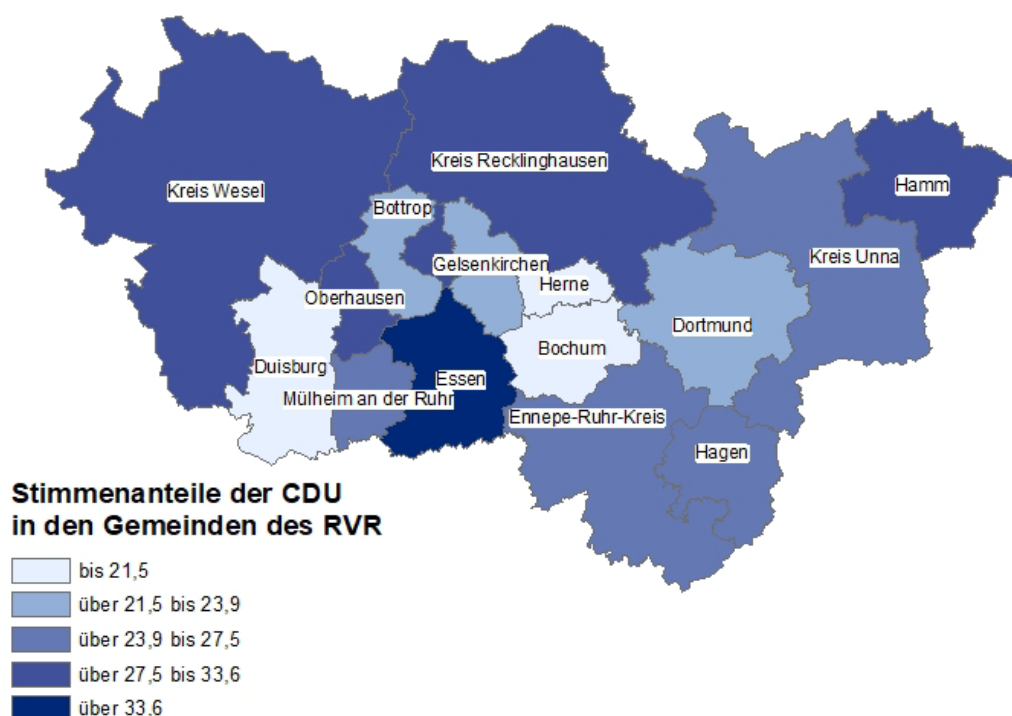 Kreis Recklinghausen
Kreis Wesel
Hamm
Bottrop
Kreis Unna
Gelsenkirchen
Herne
Oberhausen
Dortmund
Bochum
Duisburg
Essen
Mülheim an der Ruhr
Ennepe-Ruhr-Kreis
Hagen
Stimmenanteile der CDU
in den Gemeinden des RVR
bis 21,5
über 21,5 bis 23,9
über 23,9 bis 27,5
über 27,5 bis 33,6
über 33,6